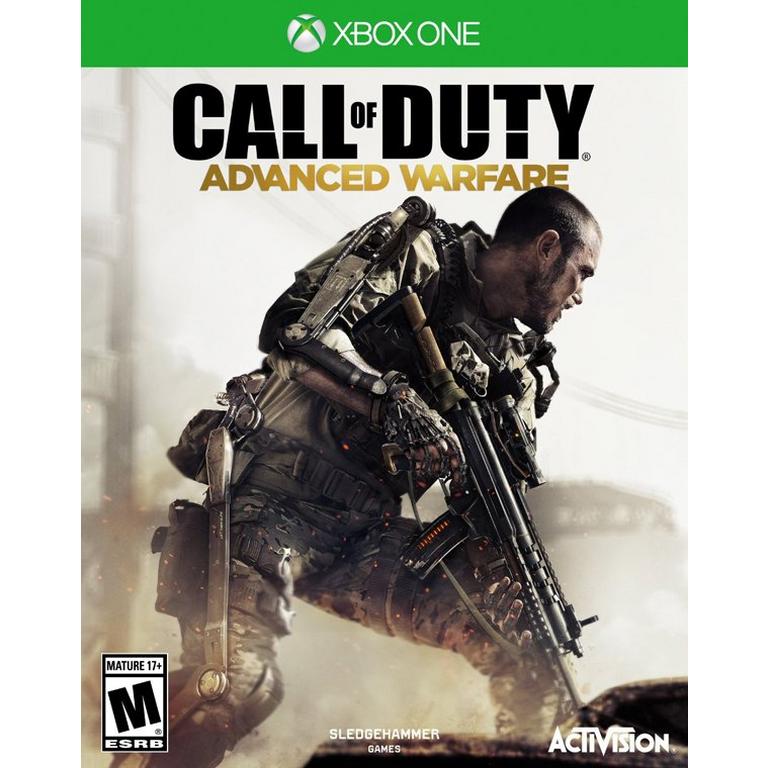 XBOX ONE
CALL OF DUTY®
ADVANCED WARFARE
MATURE 17+
M®
ESRB
SLEDGEHAMMER
GAMES
ACTIVISION.